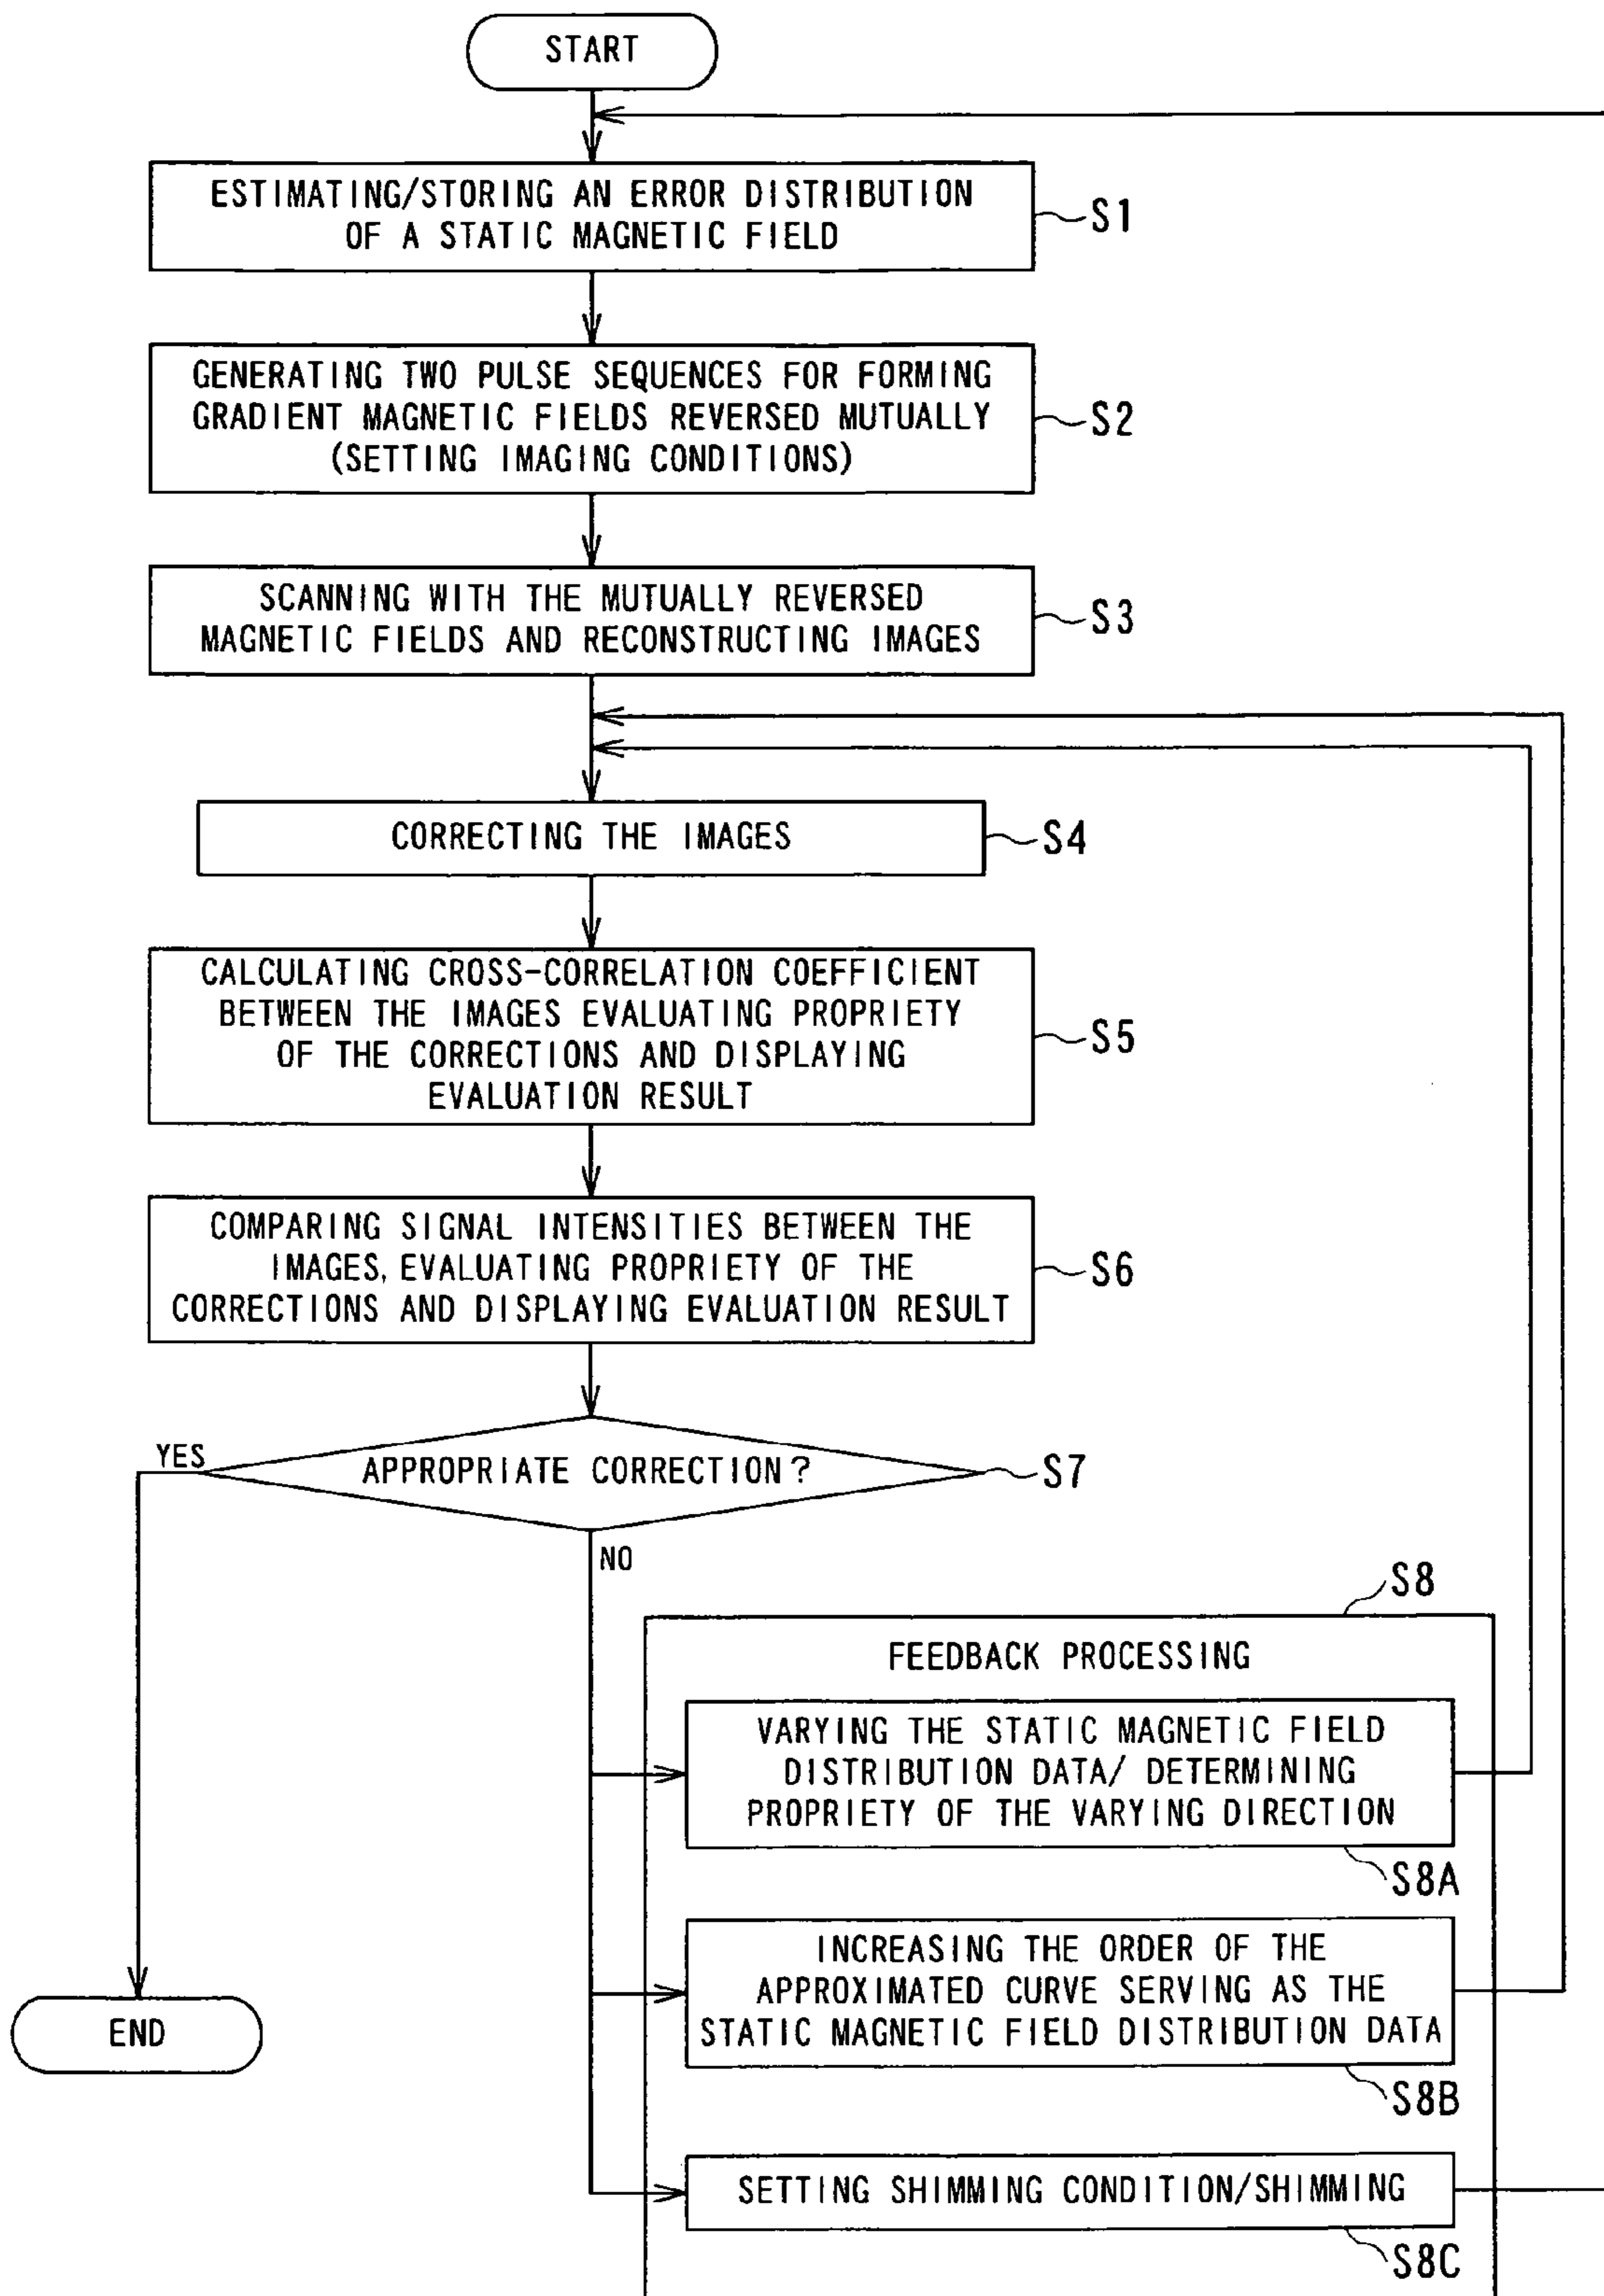 START
ESTIMATING/STORING AN ERROR DISTRIBUTION
OF A STATIC MAGNETIC FIELD
S1
GENERATING TWO PULSE SEQUENCES FOR FORMING
GRADIENT MAGNETIC FIELDS REVERSED MUTUALLY
(SETTING IMAGING CONDITIONS)
S2
SCANNING WITH THE MUTUALLY REVERSED
MAGNETIC FIELDS AND RECONSTRUCTING IMAGES
S3
CORRECTING THE IMAGES
S4
CALCULATING CROSS-CORRELATION COEFFICIENT
BETWEEN THE IMAGES EVALUATING PROPRIETY
OF THE CORRECTIONS AND DISPLAYING
EVALUATION RESULT
S5
COMPARING SIGNAL INTENSITIES BETWEEN THE
IMAGES, EVALUATING PROPRIETY OF THE
CORRECTIONS AND DISPLAYING EVALUATION RESULT
S6
YES
APPROPRIATE CORRECTION?
S7
NO
S8
FEEDBACK PROCESSING
VARYING THE STATIC MAGNETIC FIELD
DISTRIBUTION DATA/ DETERMINING
PROPRIETY OF THE VARYING DIRECTION
S8A
INCREASING THE ORDER OF THE
APPROXIMATED CURVE SERVING AS THE
STATIC MAGNETIC FIELD DISTRIBUTION DATA
S8B
END
SETTING SHIMMING CONDITION/SHIMMING
S8C